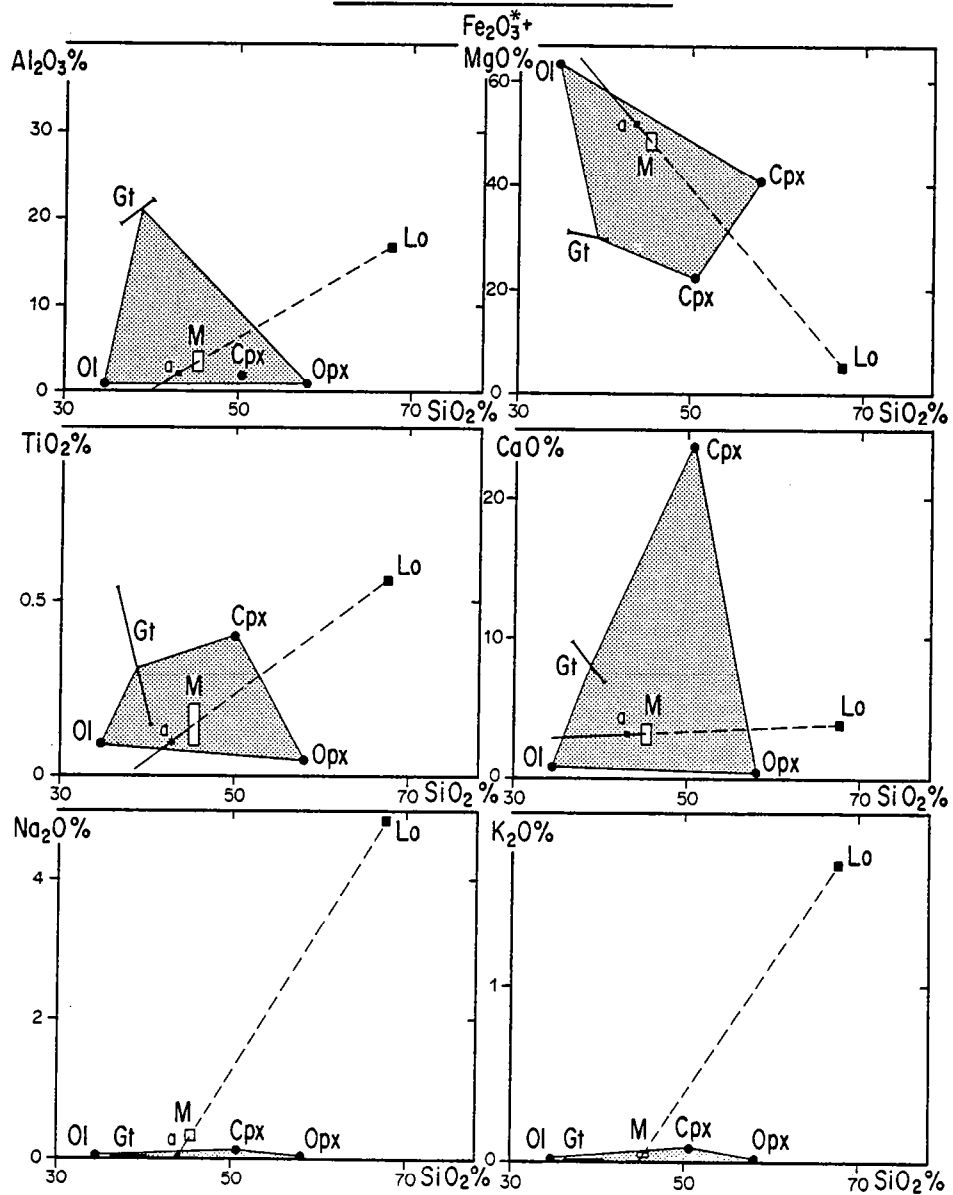 Fe₂O₃*+
Al₂O₃%
MgO%
30
20
10
0
Gt
Lo
M
a
Ol
Cpx
Opx
30
50
70
SiO₂%
60
40
20
0
Ol
a
M
Cpx
Gt
Cpx
Lo
30
50
70
SiO₂%
TiO₂%
0.5
0
Lo
Gt
Cpx
M
a
Ol
Opx
30
50
70
SiO₂%
CaO%
20
10
0
Cpx
Gt
a
M
Lo
Ol
Opx
30
50
70
SiO₂%
Na₂O%
4
2
0
Lo
M
a
Ol
Gt
Cpx
Opx
30
50
70
SiO₂%
K₂O%
1
0
Lo
M
a
Ol
Gt
Cpx
Opx
30
50
70
SiO₂%